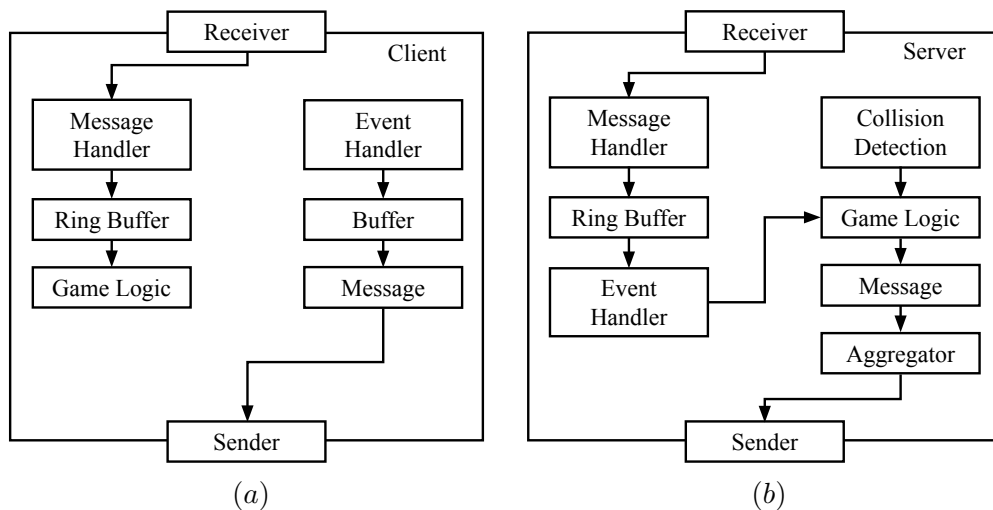 Receiver
Client
Message
Handler
Ring Buffer
Game Logic
Event
Handler
Buffer
Message
Sender
(a)
Receiver
Server
Message
Handler
Ring Buffer
Event
Handler
Collision
Detection
Game Logic
Message
Aggregator
Sender
(b)